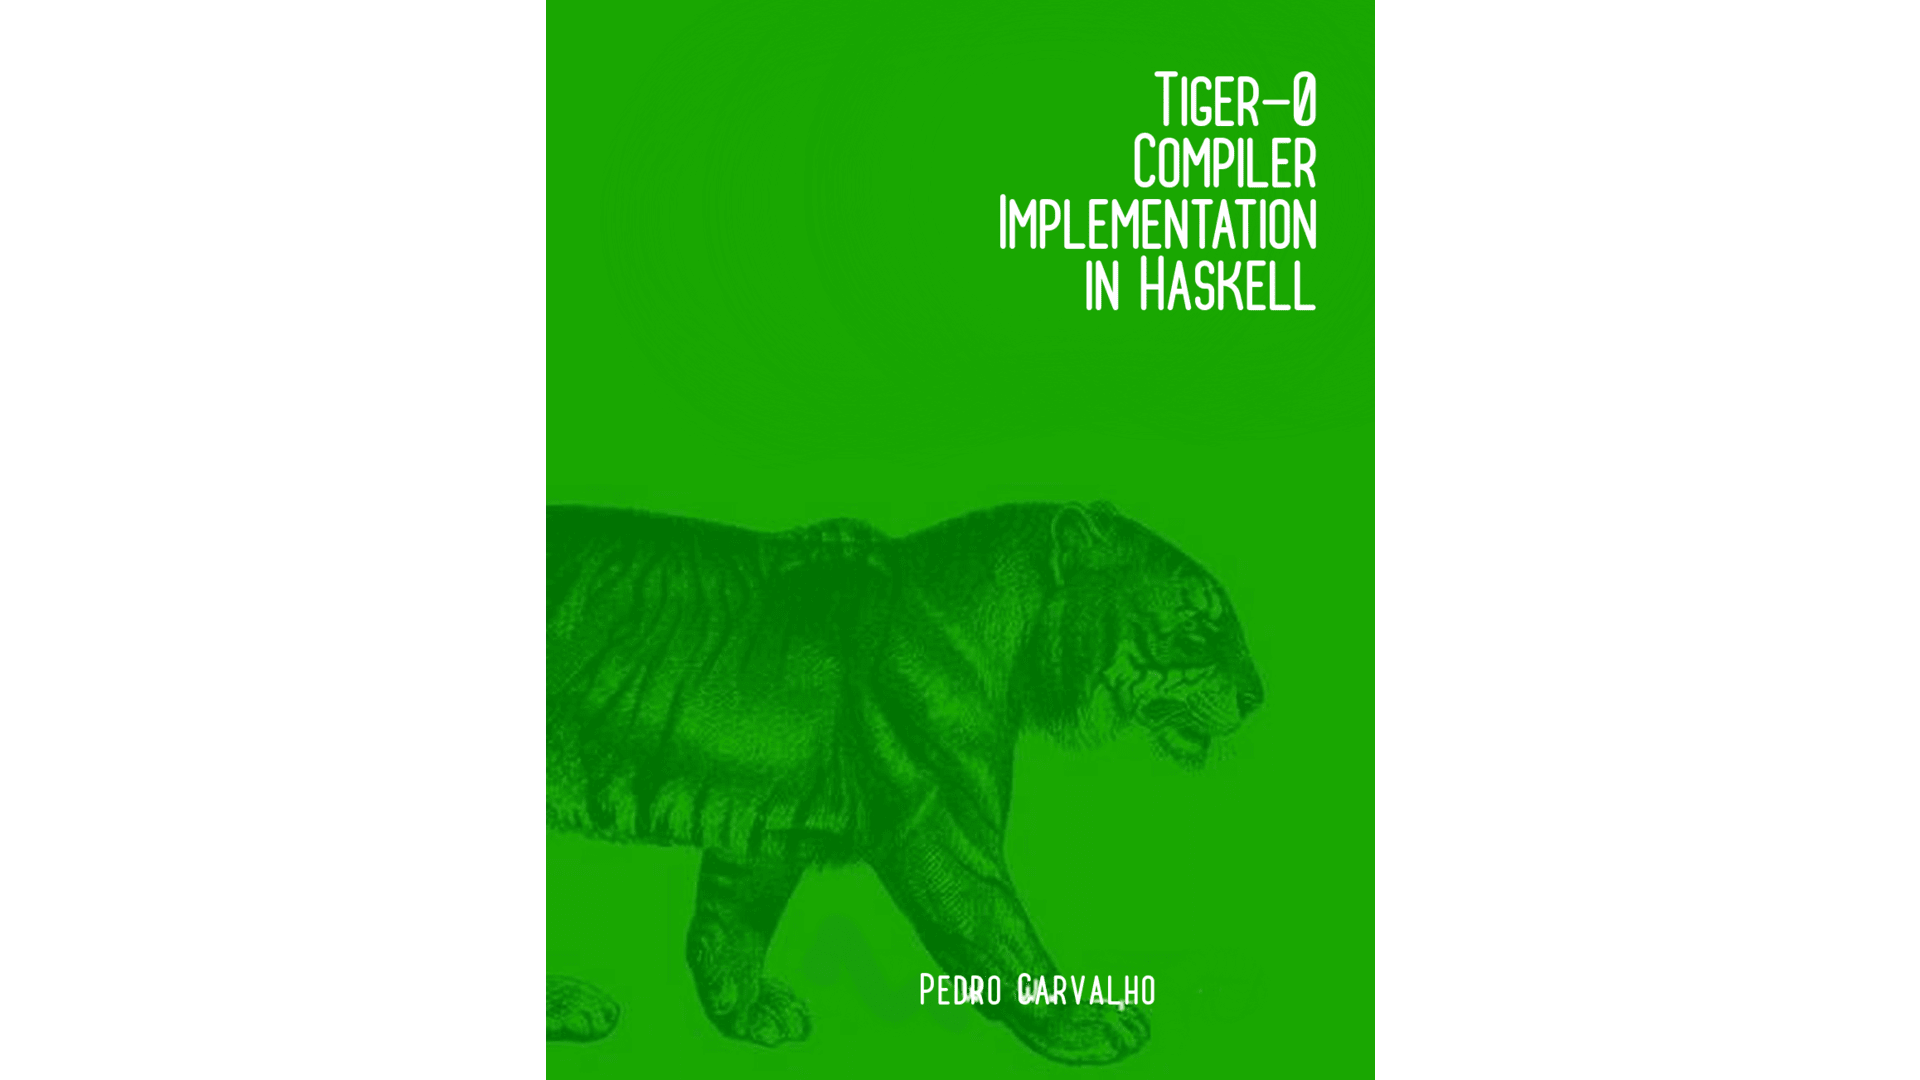 TIGER-0
COMPILER
IMPLEMENTATION
IN HASKELL
PEDRO CARVALHO